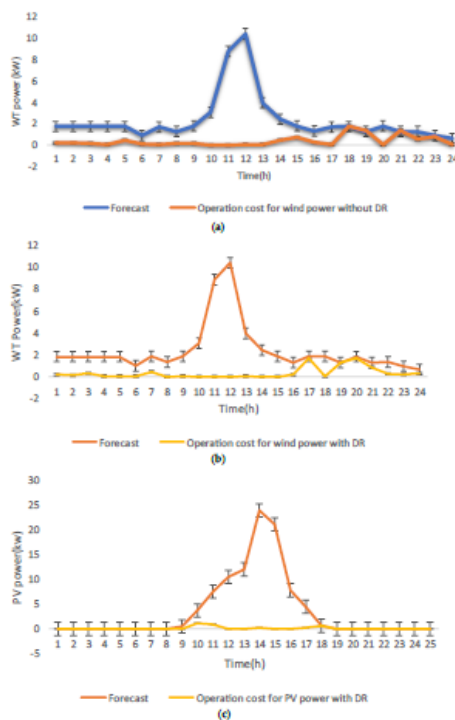 12
10
8
6
4
2
0
-2
WT power (kW)
1 2 3 4 5 6 7 8 9 10 11 12 13 14 15 16 17 18 19 20 21 22 23 24
Time(h)
Forecast Operation cost for wind power without DR
(a)
12
10
8
6
4
2
0
-2
WT Power(kW)
1 2 3 4 5 6 7 8 9 10 11 12 13 14 15 16 17 18 19 20 21 22 23 24
Time(h)
Forecast Operation cost for wind power with DR
(b)
30
25
20
15
10
5
0
-5
PV power(kw)
1 2 3 4 5 6 7 8 9 10 11 12 13 14 15 16 17 18 19 20 21 22 23 24 25
Time(h)
Forecast Operation cost for PV power with DR
(c)